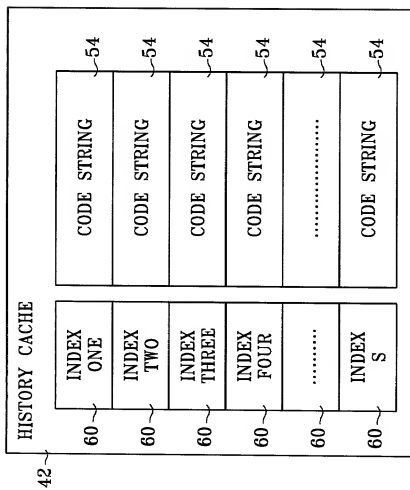 42
HISTORY CACHE
60 INDEX ONE CODE STRING 54
60 INDEX TWO CODE STRING 54
60 INDEX THREE CODE STRING 54
60 INDEX FOUR CODE STRING 54
60 ......... .................. 54
60 INDEX S CODE STRING 54